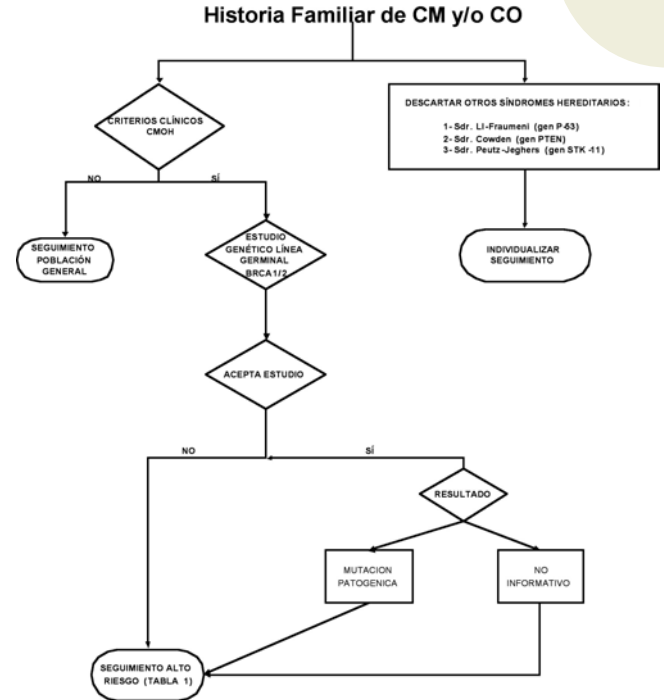 Historia Familiar de CM y/o CO
CRITERIOS CLÍNICOS
CMOH
DESCARTAR OTROS SÍNDROMES HEREDITARIOS:
1- Sdr. LI-Fraumeni (gen P-53)
2- Sdr. Cowden (gen PTEN)
3- Sdr. Peutz-Jeghers (gen STK -11)
NO
SÍ
SEGUIMIENTO
POBLACIÓN
GENERAL
ESTUDIO
GENÉTICO LÍNEA
GERMINAL
BRCA1/2
INDIVIDUALIZAR
SEGUIMIENTO
ACEPTA ESTUDIO
NO
SÍ
RESULTADO
MUTACION
PATOGENICA
NO
INFORMATIVO
SEGUIMIENTO ALTO
RIESGO (TABLA 1)